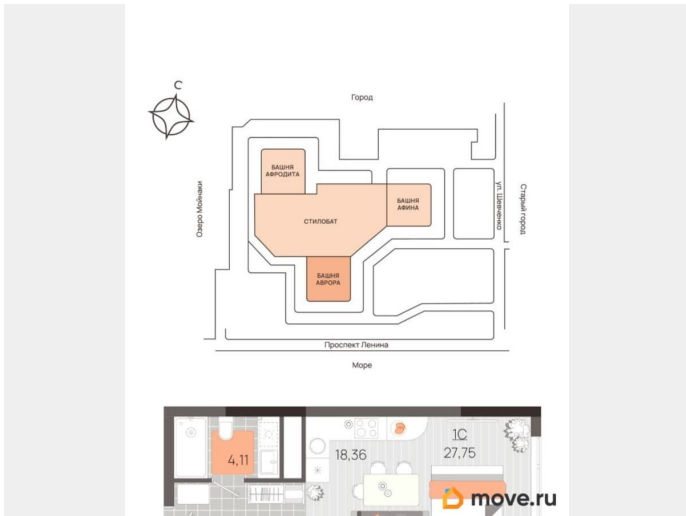 С
Город
БАШНЯ
АФРОДИТА
Озеро Мойнаки
СТИЛОБАТ
БАШНЯ
АФИНА
ул. Шевченко
Старый город
БАШНЯ
АВРОРА
Проспект Ленина
Море
4,11
18,36
1С
27,75
move.ru